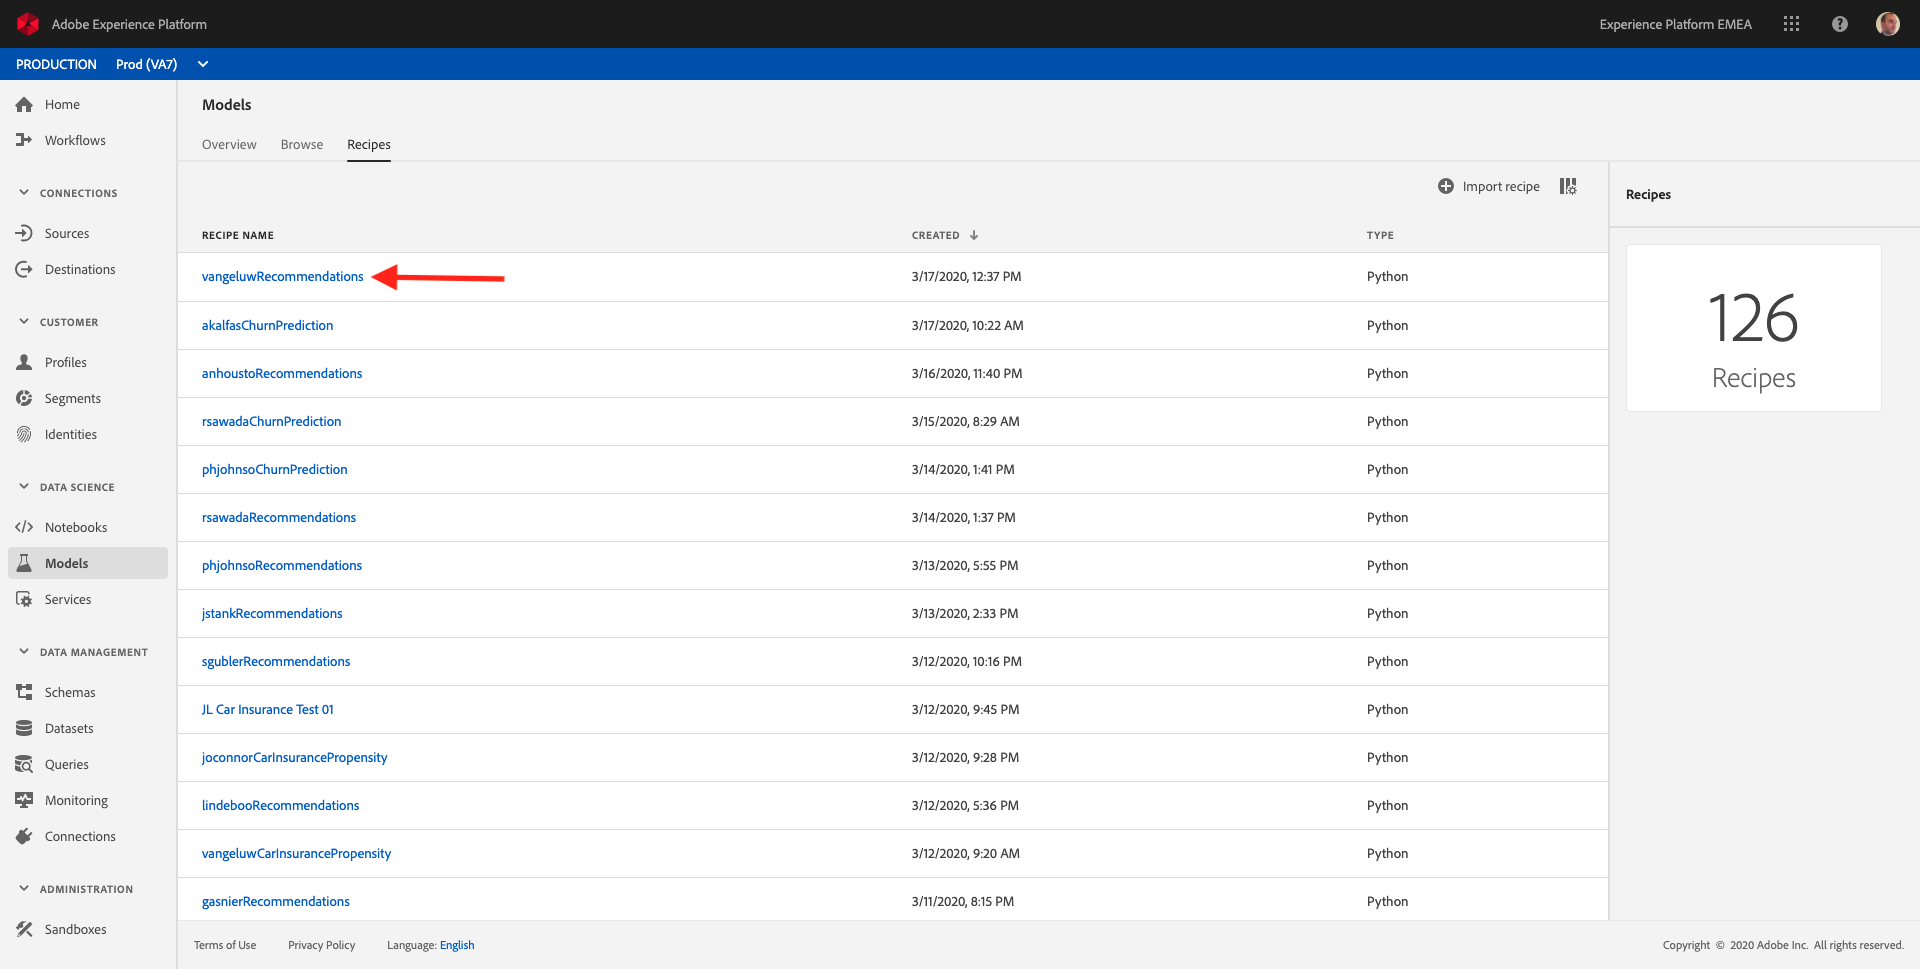 Adobe Experience Platform
Experience Platform EMEA
PRODUCTION Prod (VA7)
Home
Workflows
CONNECTIONS
Sources
Destinations
CUSTOMER
Profiles
Segments
Identities
DATA SCIENCE
Notebooks
Models
Services
DATA MANAGEMENT
Schemas
Datasets
Queries
Monitoring
Connections
ADMINISTRATION
Sandboxes
Models
Overview Browse Recipes
Import recipe
RECIPE NAME CREATED TYPE
vangeluwRecommendations 3/17/2020, 12:37 PM Python
akalfasChurnPrediction 3/17/2020, 10:22 AM Python
anhoustoRecommendations 3/16/2020, 11:40 PM Python
rsawadaChurnPrediction 3/15/2020, 8:29 AM Python
phjohnsoChurnPrediction 3/14/2020, 1:41 PM Python
rsawadaRecommendations 3/14/2020, 1:37 PM Python
phjohnsoRecommendations 3/13/2020, 5:55 PM Python
jstankRecommendations 3/13/2020, 2:33 PM Python
sgublerRecommendations 3/12/2020, 10:16 PM Python
JL Car Insurance Test 01 3/12/2020, 9:45 PM Python
joconnorCarInsurancePropensity 3/12/2020, 9:28 PM Python
lindebooRecommendations 3/12/2020, 5:36 PM Python
vangeluwCarInsurancePropensity 3/12/2020, 9:20 AM Python
gasnierRecommendations 3/11/2020, 8:15 PM Python
Recipes
126
Recipes
Terms of Use Privacy Policy Language: English
Copyright © 2020 Adobe Inc. All rights reserved.